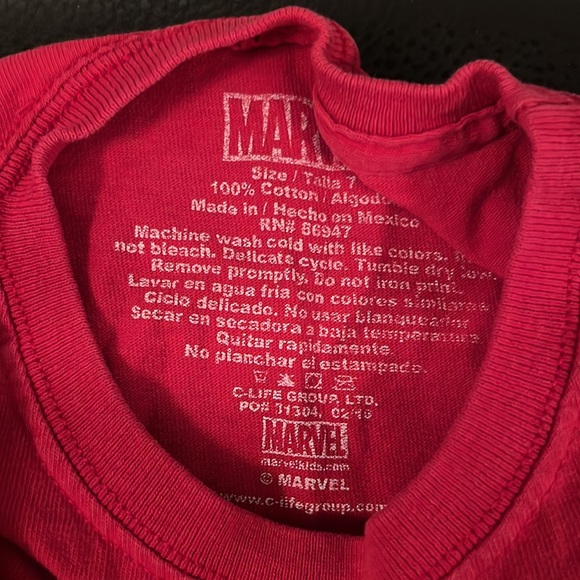 MAR
Size / Talla 7
100% Cotton / Algodo
Made in / Hecho en Mexico
RN# 86947
Machine wash cold with like colors.
not bleach. Delicate cycle. Tumble dry low.
Remove promptly. Do not iron print.
Lavar en agua fria con colores similares
Ciclo delicado. No usar blanqueador
Secar en secadora a baja temperatura
Quitar rapidamente.
No planchar el estampado.
C-LIFE GROUP, LTD.
PO# 31304, 02/16
MARVEL
marvelkids.com
© MARVEL
www.c-lifegroup.com